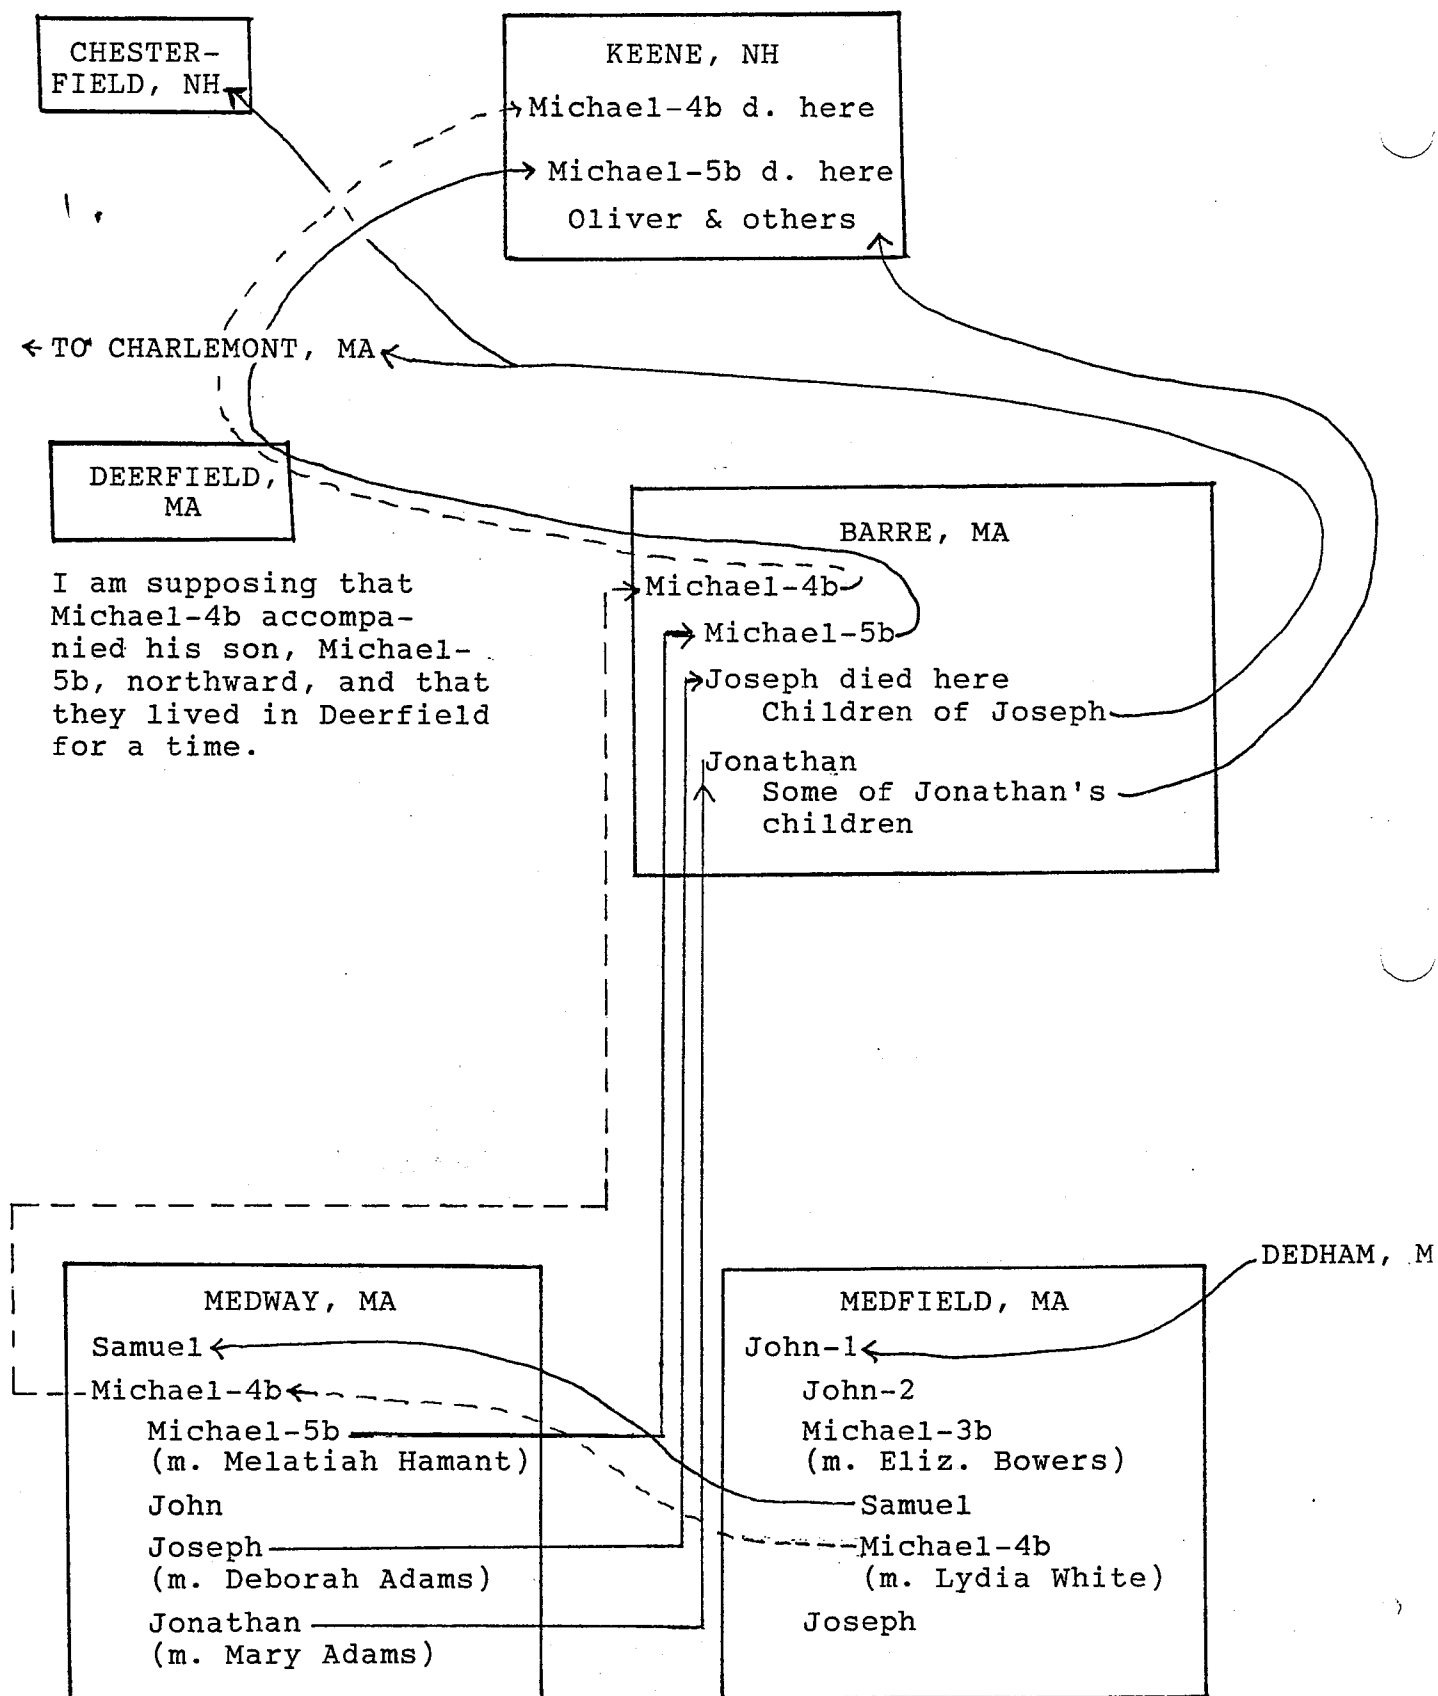 CHESTER-
FIELD, NH
KEENE, NH
Michael-4b d. here
Michael-5b d. here
Oliver & others
TO CHARLEMONT, MA
DEERFIELD,
MA
I am supposing that
Michael-4b accompa-
nied his son, Michael-
5b, northward, and that
they lived in Deerfield
for a time.
BARRE, MA
Michael-4b
Michael-5b
Joseph died here
Children of Joseph
Jonathan
Some of Jonathan's
children
MEDWAY, MA
Samuel
Michael-4b
Michael-5b
(m. Melatiah Hamant)
John
Joseph
(m. Deborah Adams)
Jonathan
(m. Mary Adams)
DEDHAM, M
MEDFIELD, MA
John-1
John-2
Michael-3b
(m. Eliz. Bowers)
Samuel
Michael-4b
(m. Lydia White)
Joseph